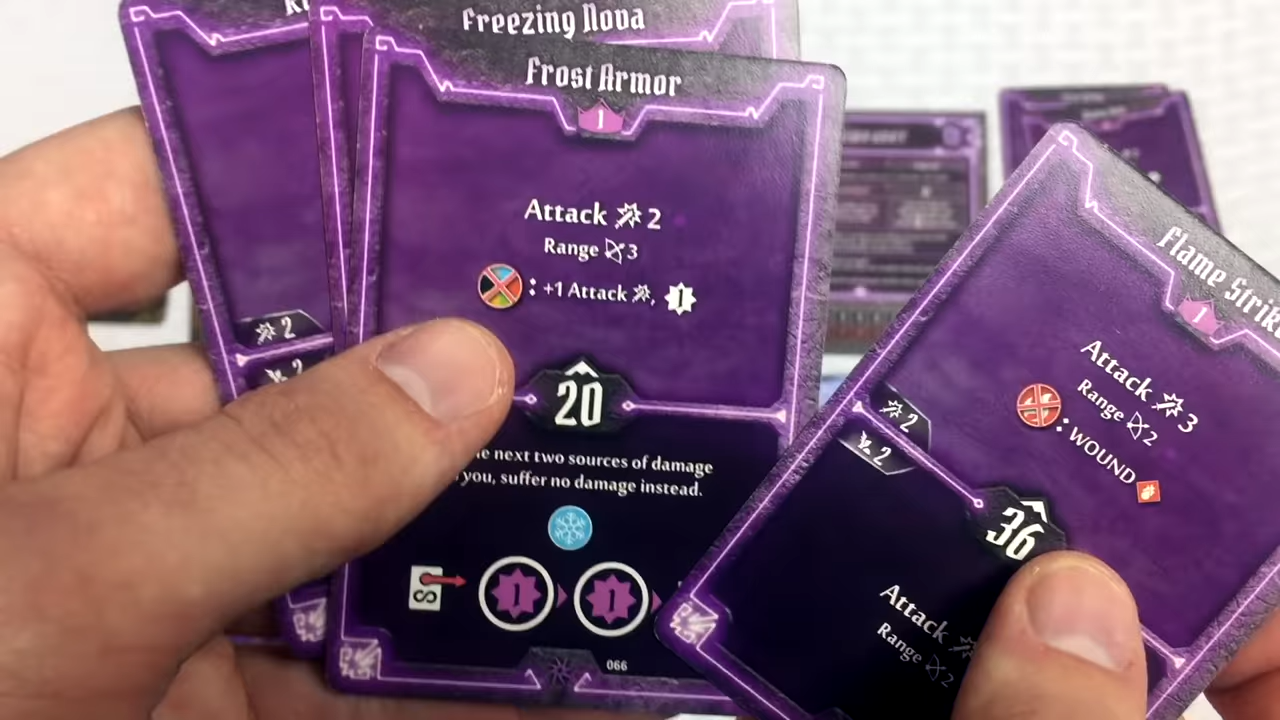 Freezing Nova
Frost Armor
1
Attack 2
Range 3
: +1 Attack , 1
20
next two sources of damage
you, suffer no damage instead.
1 1
066
2
2
Flame
1
Attack 3
Range 2
: WOUND
2
2
36
Attack
Range 2